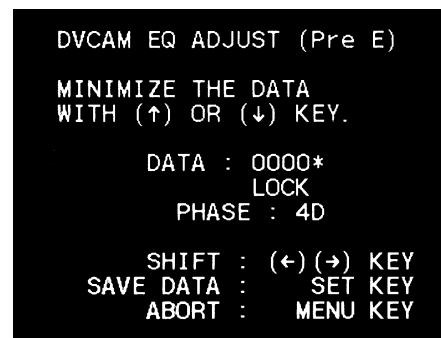 DVCAM EQ ADJUST (Pre E)
MINIMIZE THE DATA
WITH (↑) OR (↓) KEY.
DATA : 0000*
LOCK
PHASE : 4D
SHIFT : (←)(→) KEY
SAVE DATA : SET KEY
ABORT : MENU KEY